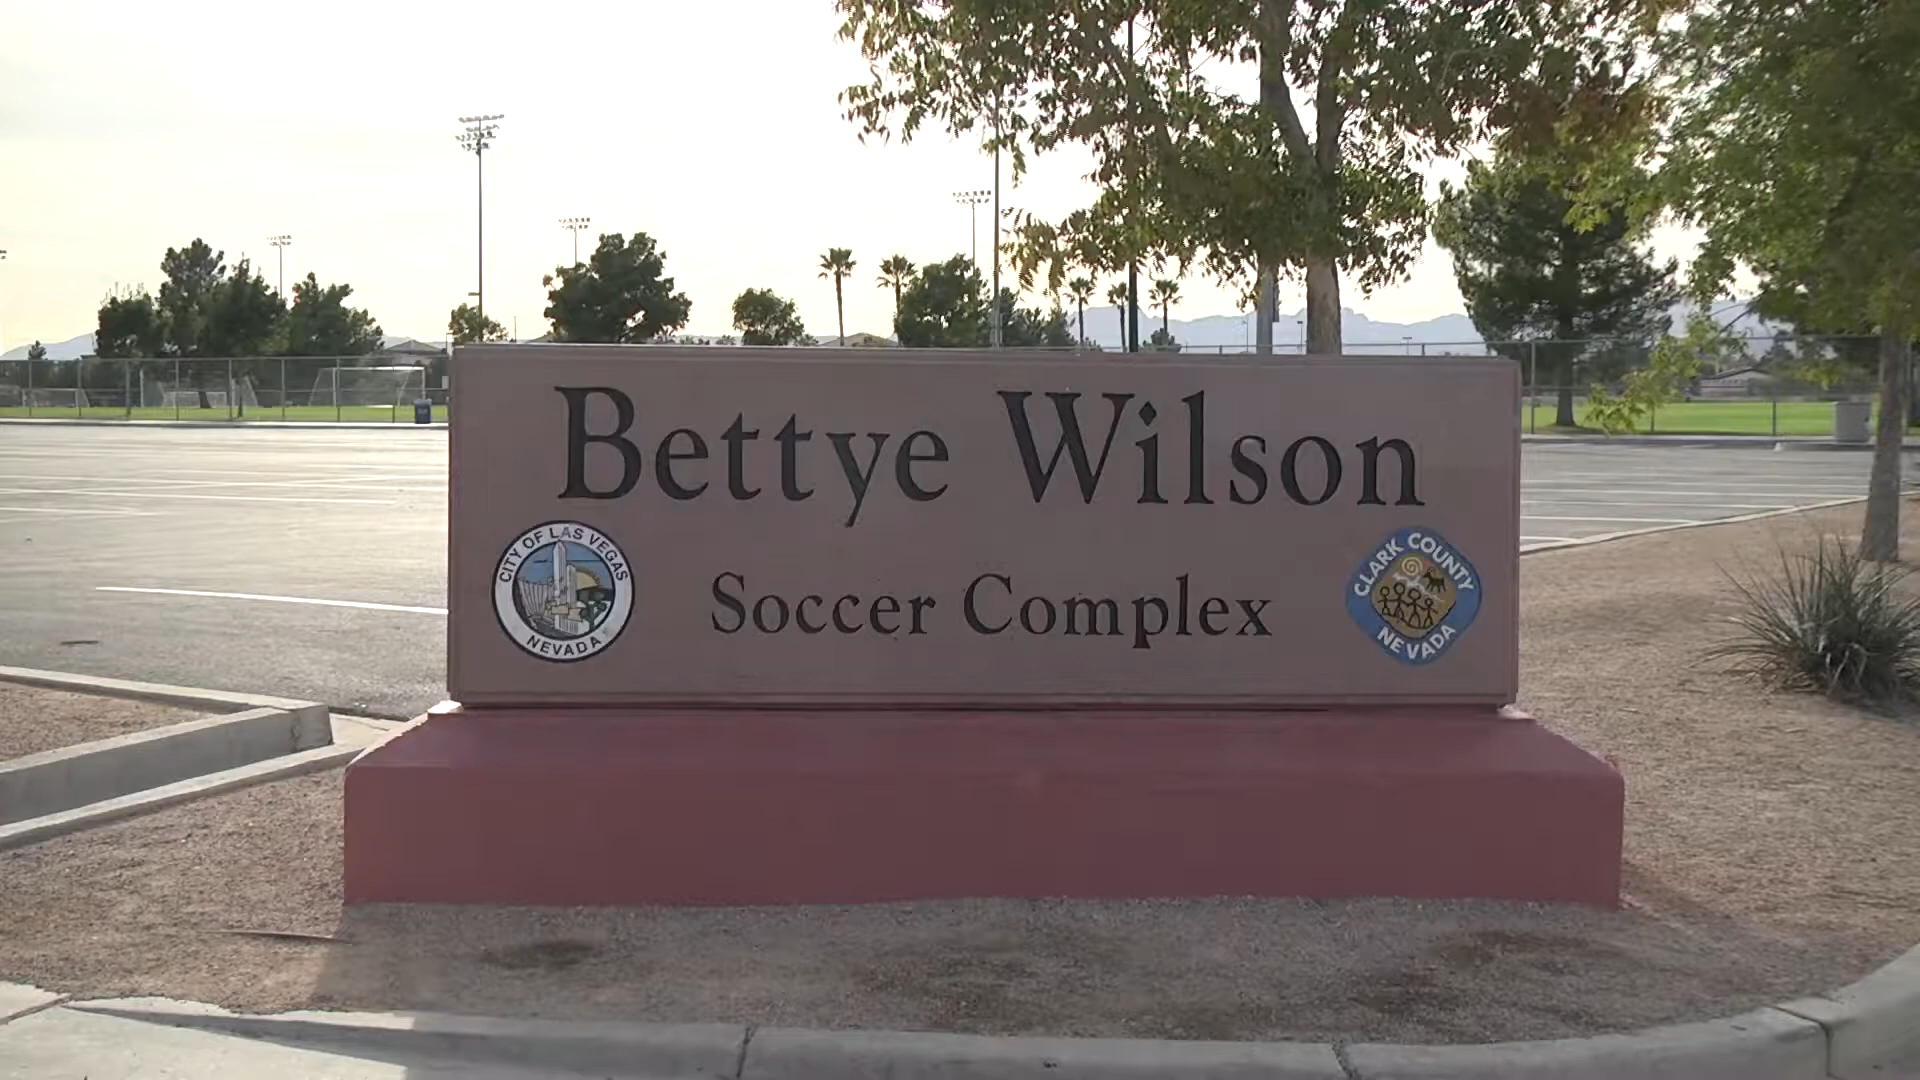 Bettye Wilson
Soccer Complex
CITY OF LAS VEGAS
NEVADA
CLARK COUNTY
NEVADA